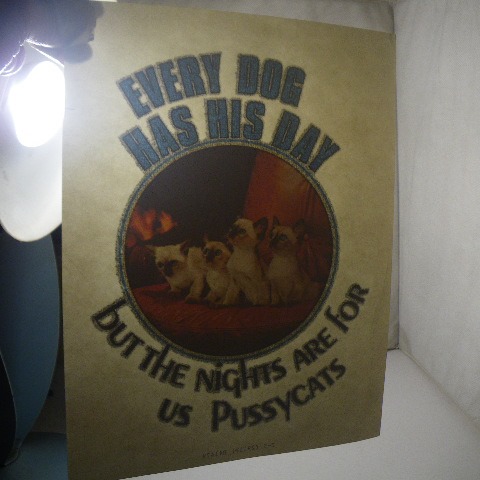 EVERY DOG
HAS HIS DAY
but THE NiGHTS ARE FOR
US PUSSYCATS